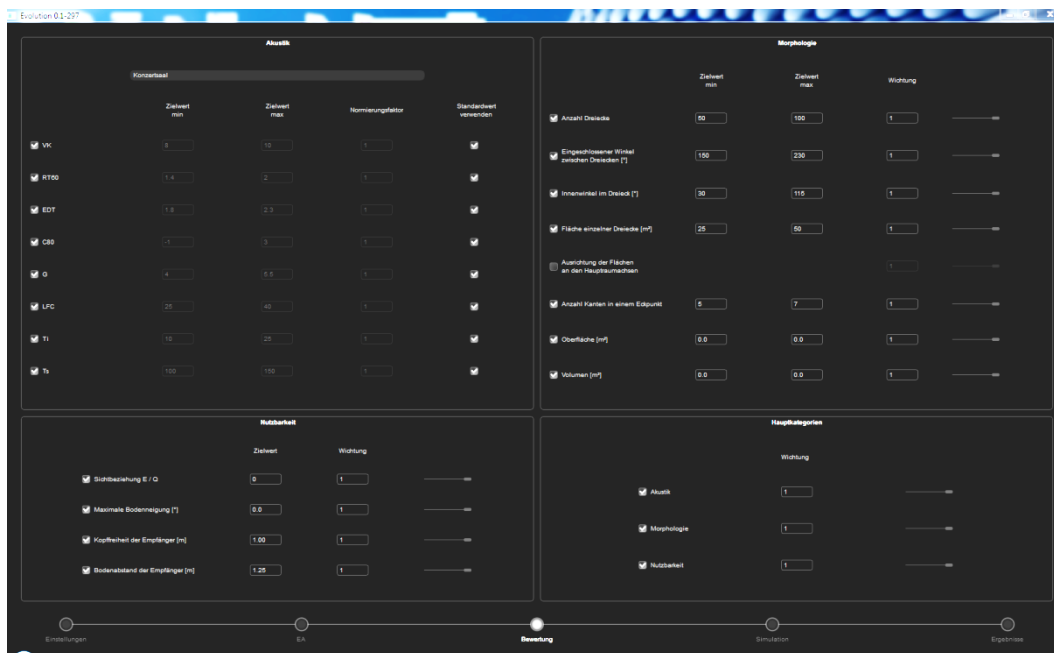 Evolution 0.1-297
Akustik
Konzertsaal
Zielwert min
Zielwert max
Normierungsfaktor
Standardwert verwenden
VK 0 10 1
RT60 1.4 2 1
EDT 1.8 2.3 1
C80 -1 3 1
G 4 5.5 1
LFC 25 40 1
Ti 15 25 1
Ts 100 150 1
Morphologie
Zielwert min
Zielwert max
Wichtung
Anzahl Dreiecke 50 100 1
Eingeschlossener Winkel
zwischen Dreiecken [°] 150 230 1
Innenwinkel im Dreieck [°] 30 115 1
Fläche einzelner Dreiecke [m²] 25 50 1
Ausrichtung der Flächen
an den Hauptraumachsen 1
Anzahl Kanten in einem Eckpunkt 5 7 1
Oberfläche [m²] 0.0 0.0 1
Volumen [m³] 0.0 0.0 1
Nutzbarkeit
Zielwert
Wichtung
Sichtbeziehung E / Q 0 1
Maximale Bodenneigung [°] 0.0 1
Kopffreiheit der Empfänger [m] 1.00 1
Bodenabstand der Empfänger [m] 1.25 1
Hauptkategorien
Wichtung
Akustik 1
Morphologie 1
Nutzbarkeit 1
Einstellungen
EA
Bewertung
Simulation
Ergebnisse